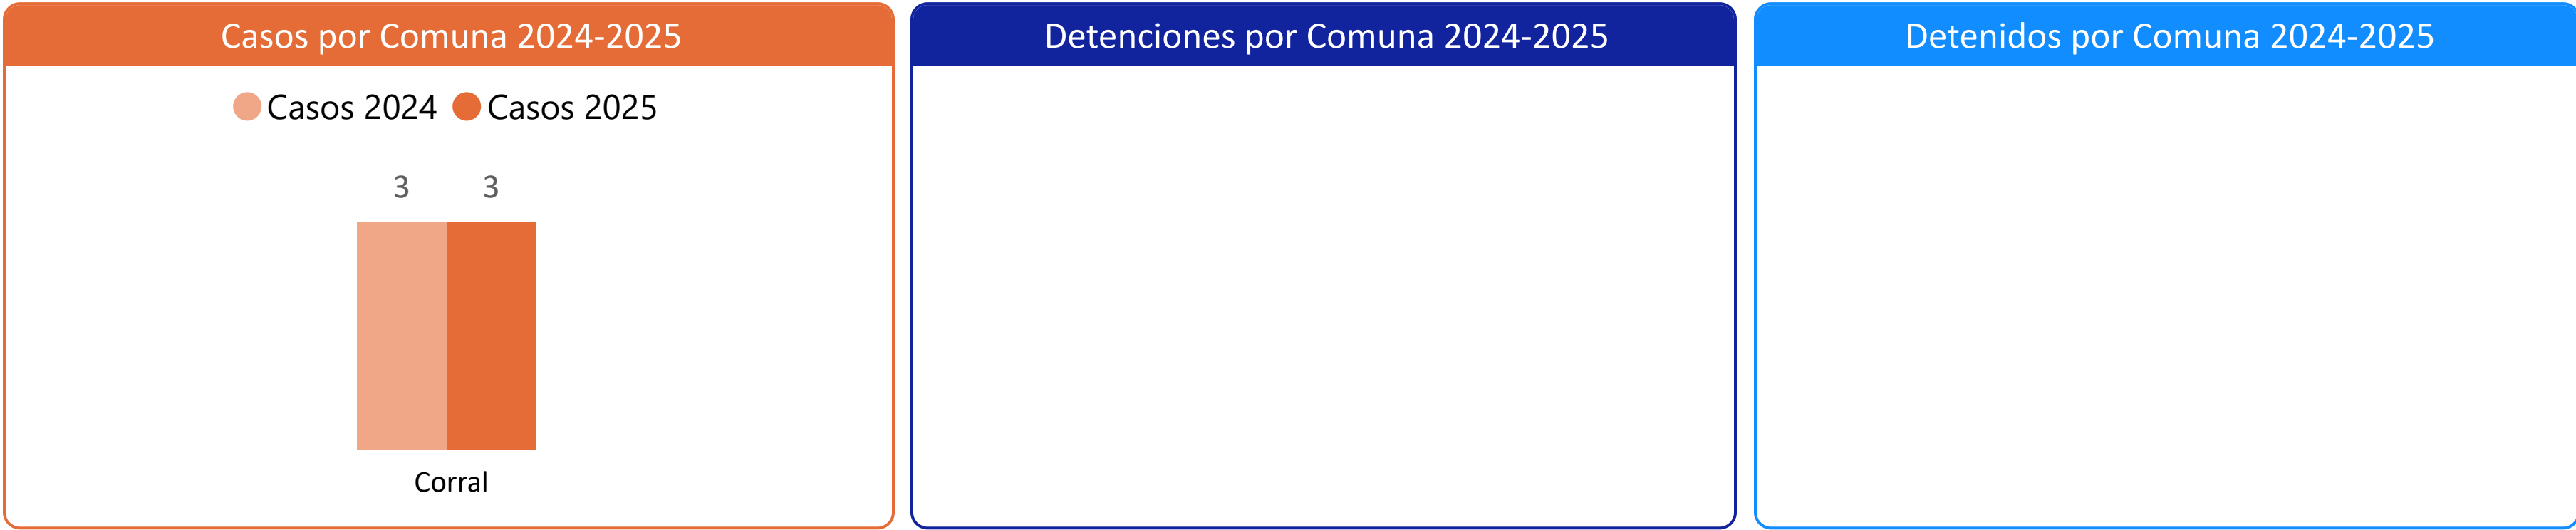 Casos por Comuna 2024-2025
Casos 2024 Casos 2025
3 3
Corral
Detenciones por Comuna 2024-2025
Detenidos por Comuna 2024-2025